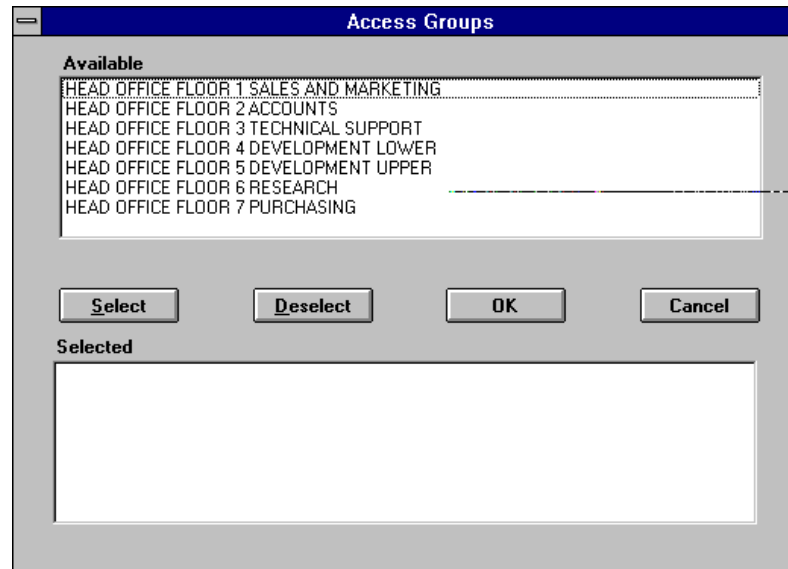 Access Groups
Available
HEAD OFFICE FLOOR 1 SALES AND MARKETING
HEAD OFFICE FLOOR 2 ACCOUNTS
HEAD OFFICE FLOOR 3 TECHNICAL SUPPORT
HEAD OFFICE FLOOR 4 DEVELOPMENT LOWER
HEAD OFFICE FLOOR 5 DEVELOPMENT UPPER
HEAD OFFICE FLOOR 6 RESEARCH
HEAD OFFICE FLOOR 7 PURCHASING
Select Deselect OK Cancel
Selected